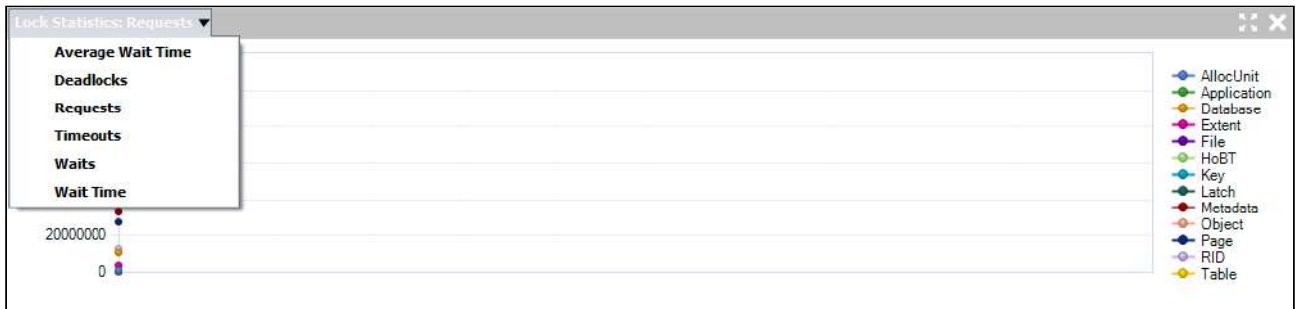 Lock Statistics: Requests
Average Wait Time
Deadlocks
Requests
Timeouts
Waits
Wait Time
20000000
0
AllocUnit
Application
Database
Extent
File
HoBT
Key
Latch
Metadata
Object
Page
RID
Table